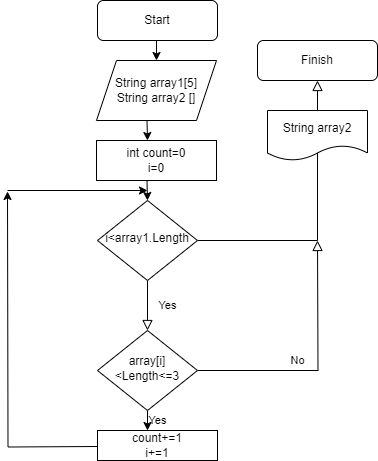 Start
String array1[5]
String array2 []
int count=0
i=0
i<array1.Length
Yes
array[i]
<Length<=3
Yes
count+=1
i+=1
No
String array2
Finish